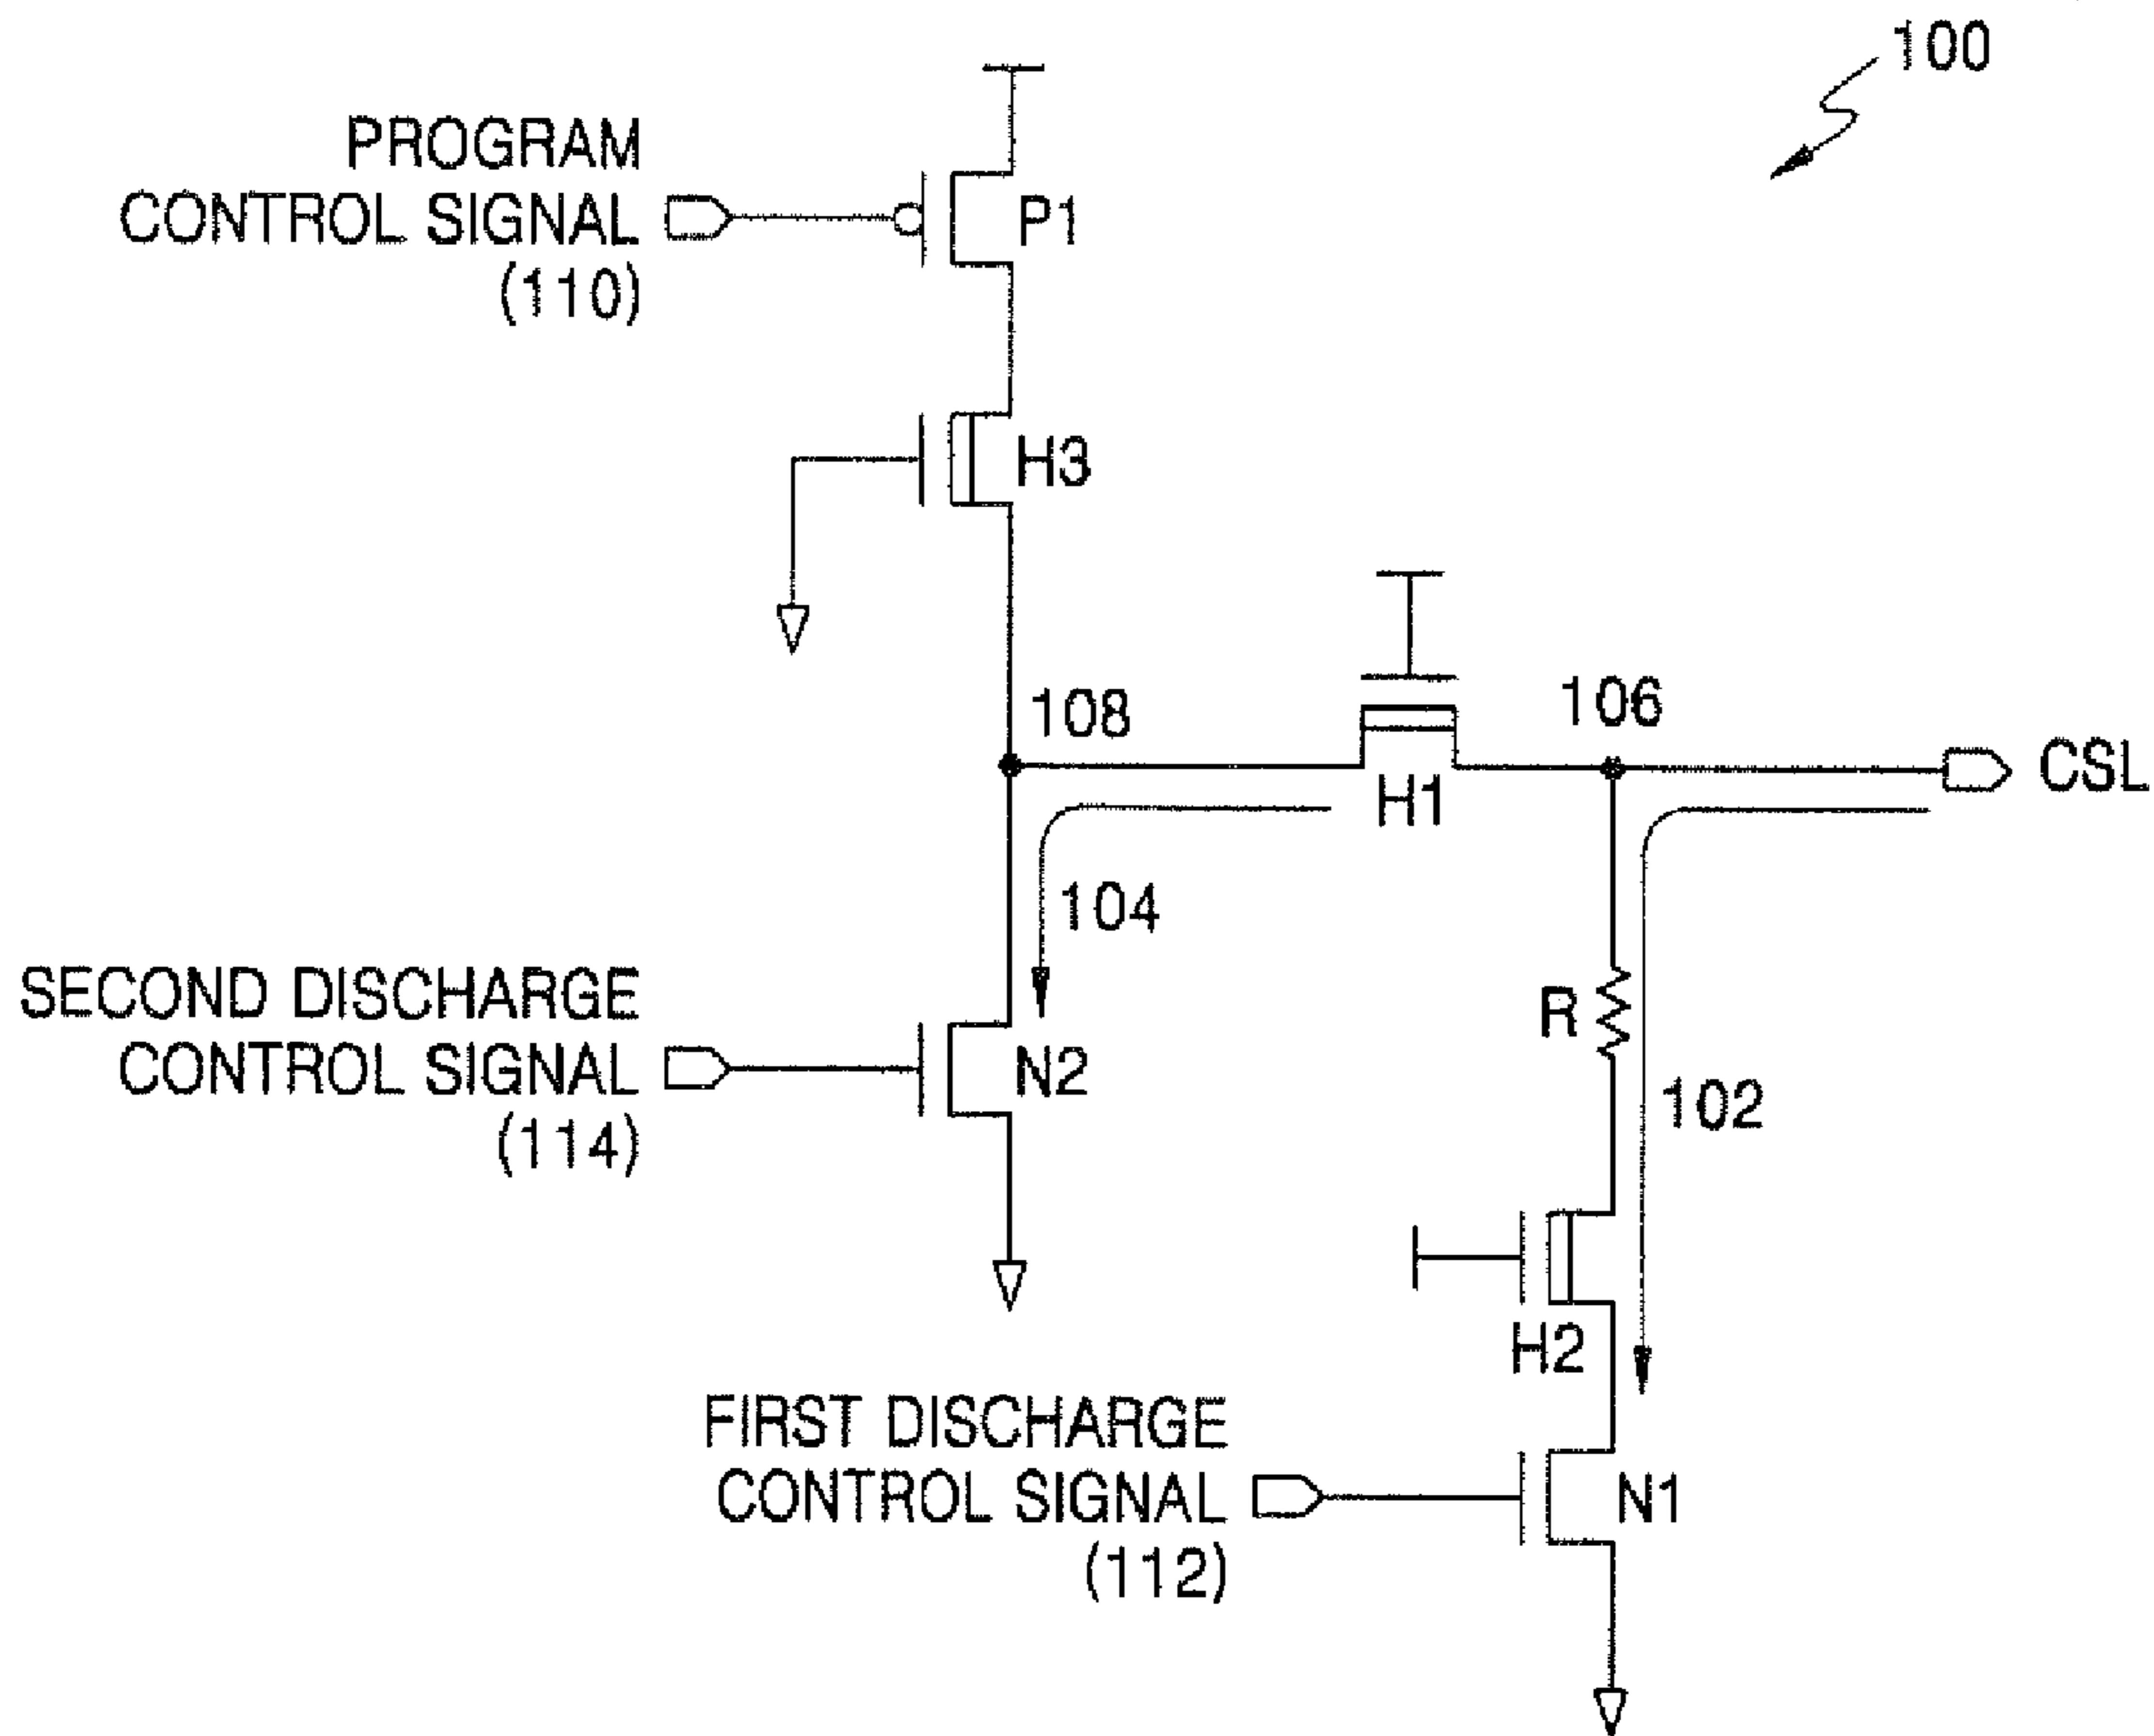 100
PROGRAM
CONTROL SIGNAL
(110)
P1
H3
108
106
CSL
H1
104
SECOND DISCHARGE
CONTROL SIGNAL
(114)
N2
R
102
H2
FIRST DISCHARGE
CONTROL SIGNAL
(112)
N1